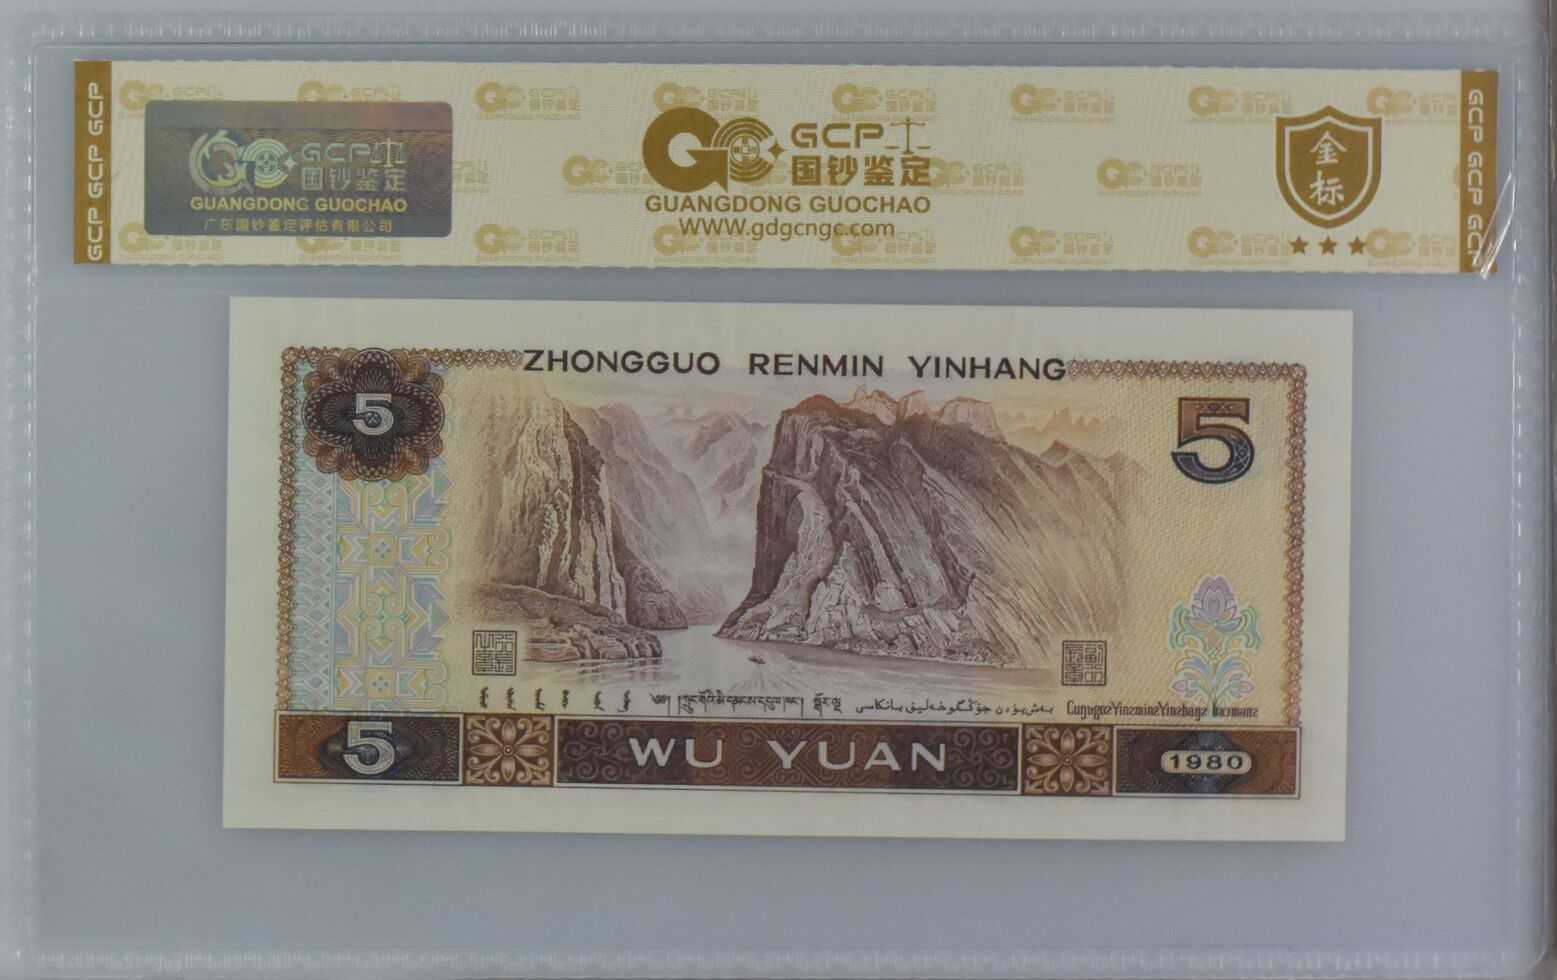 GCP GCP GCP
GCP
国钞鉴定
GUANGDONG GUOCHAO
广东国钞鉴定评估有限公司
GCP
国钞鉴定
GUANGDONG GUOCHAO
WWW.gdgcngc.com
金标
GCP GCP GCP
ZHONGGUO RENMIN YINHANG
5
5
5
WU YUAN
1980